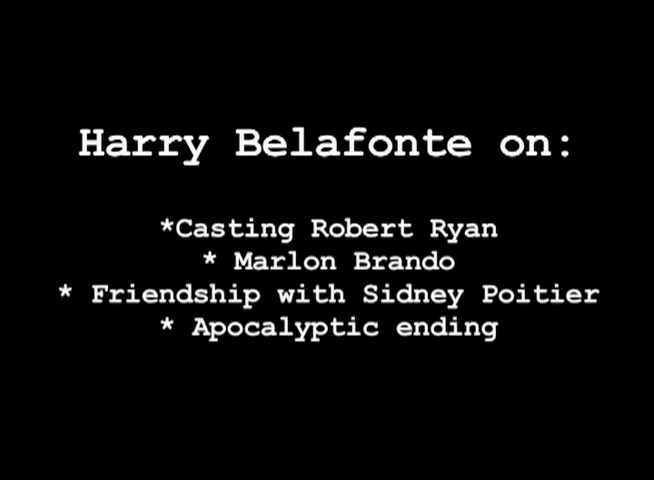 Harry Belafonte on:
*Casting Robert Ryan
* Marlon Brando
* Friendship with Sidney Poitier
* Apocalyptic ending